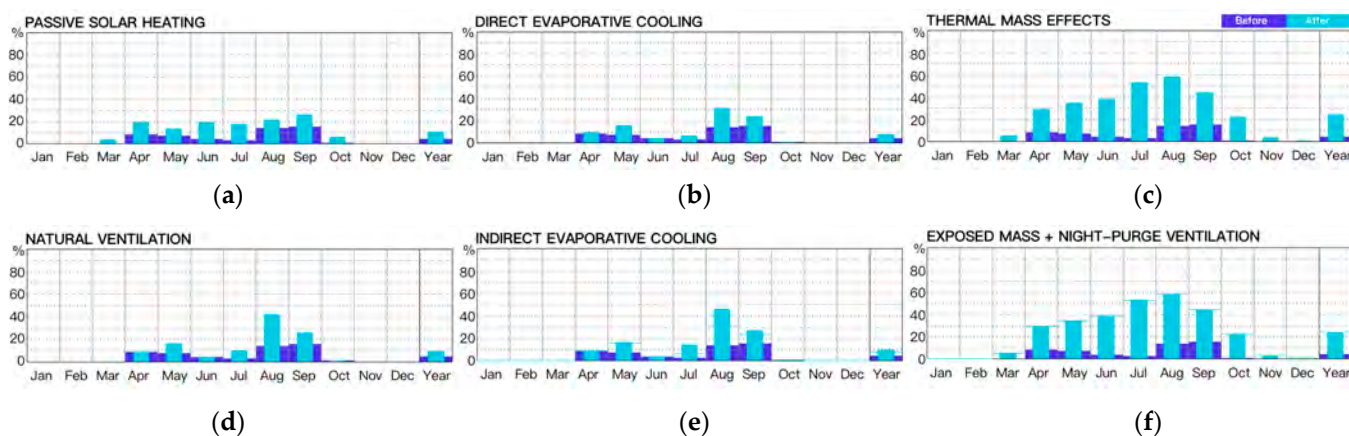 PASSIVE SOLAR HEATING
%
80
60
40
20
0
Jan Feb Mar Apr May Jun Jul Aug Sep Oct Nov Dec Year
(a)
DIRECT EVAPORATIVE COOLING
%
80
60
40
20
0
Jan Feb Mar Apr May Jun Jul Aug Sep Oct Nov Dec Year
(b)
THERMAL MASS EFFECTS
Before After
%
80
60
40
20
0
Jan Feb Mar Apr May Jun Jul Aug Sep Oct Nov Dec Year
(c)
NATURAL VENTILATION
%
80
60
40
20
0
Jan Feb Mar Apr May Jun Jul Aug Sep Oct Nov Dec Year
(d)
INDIRECT EVAPORATIVE COOLING
%
80
60
40
20
0
Jan Feb Mar Apr May Jun Jul Aug Sep Oct Nov Dec Year
(e)
EXPOSED MASS + NIGHT-PURGE VENTILATION
%
80
60
40
20
0
Jan Feb Mar Apr May Jun Jul Aug Sep Oct Nov Dec Year
(f)